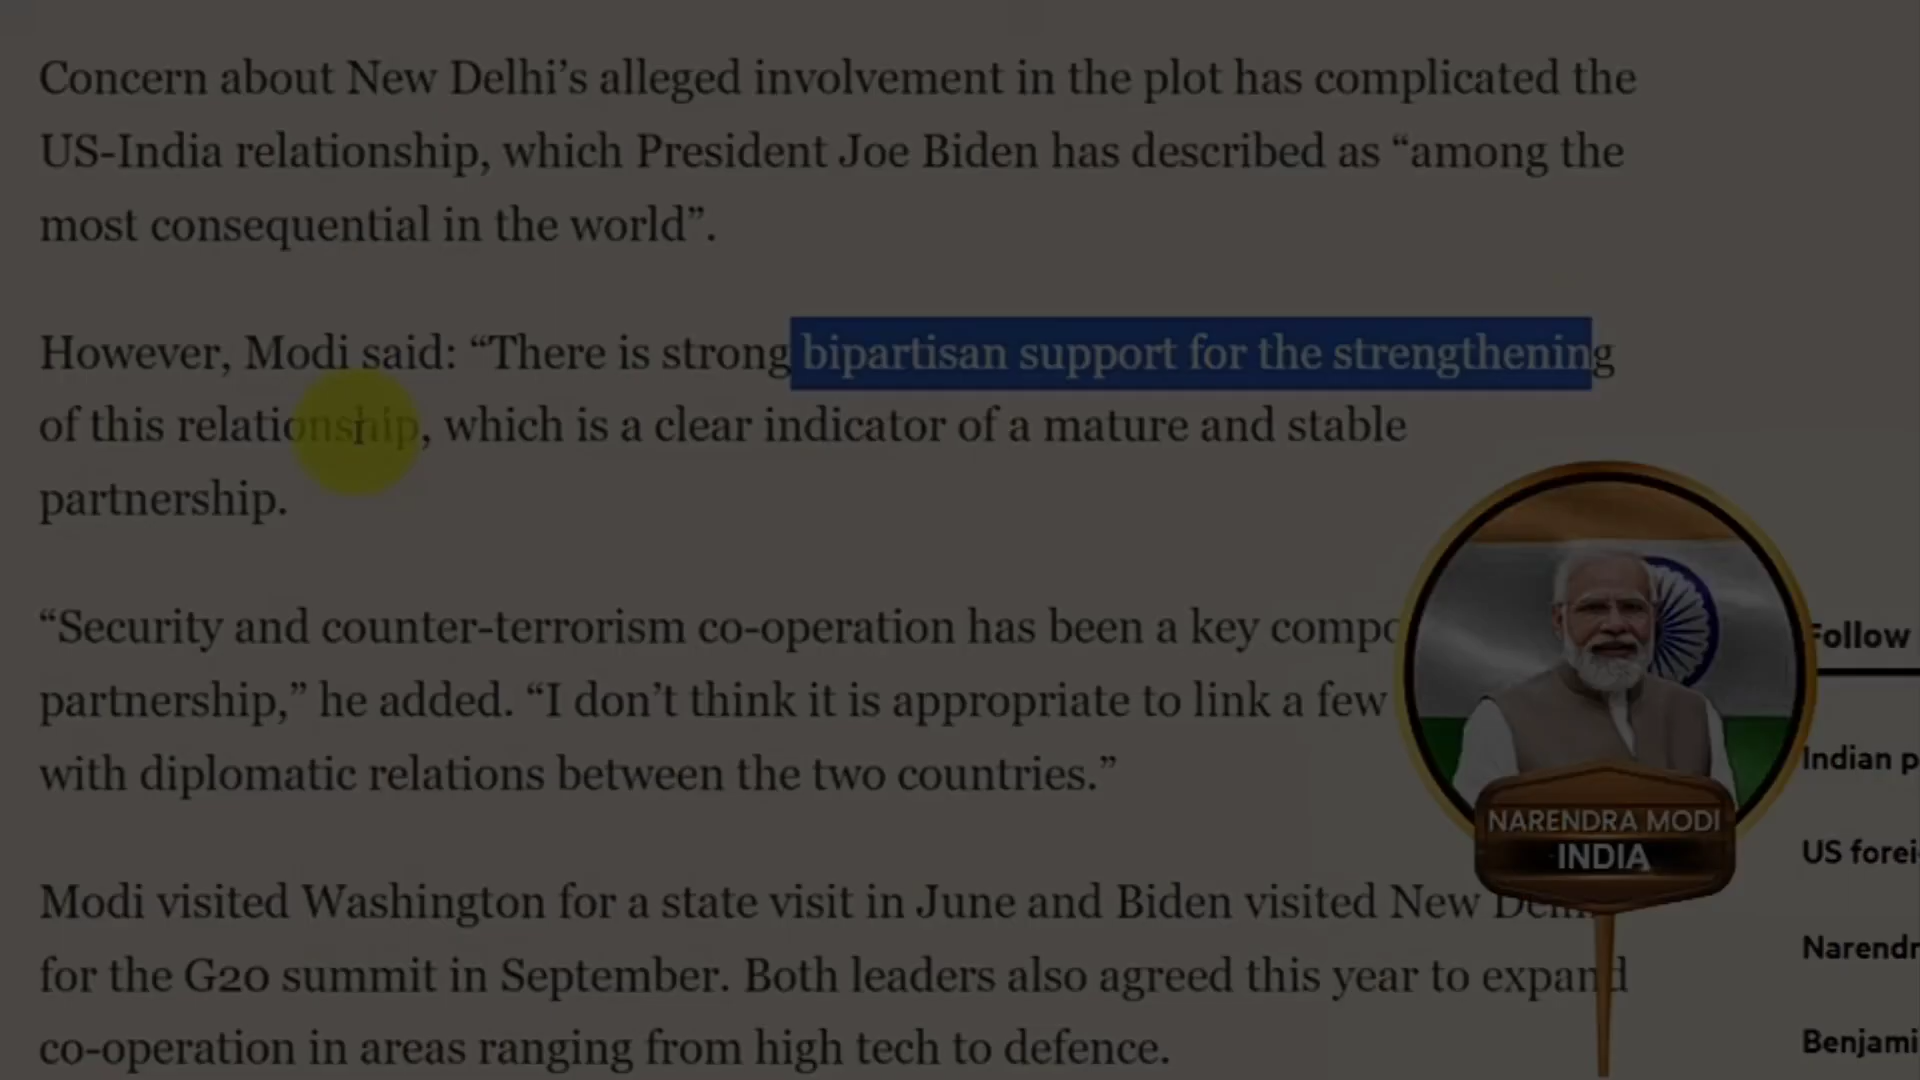 Concern about New Delhi’s alleged involvement in the plot has complicated the
US-India relationship, which President Joe Biden has described as “among the
most consequential in the world”.
However, Modi said: “There is strong bipartisan support for the strengthening
of this relationship, which is a clear indicator of a mature and stable
partnership.
“Security and counter-terrorism co-operation has been a key compo
partnership,” he added. “I don’t think it is appropriate to link a few
with diplomatic relations between the two countries.”
Modi visited Washington for a state visit in June and Biden visited New
for the G20 summit in September. Both leaders also agreed this year to expand
co-operation in areas ranging from high tech to defence.
NARENDRA MODI
INDIA
Follow
Indian p
US forei
Narendr
Benjami